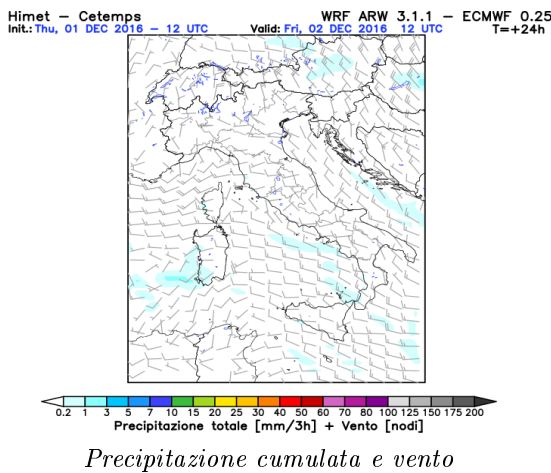 Himet – Cetemps WRF ARW 3.1.1 – ECMWF 0.25
Init.: Thu, 01 DEC 2016 – 12 UTC Valid: Fri, 02 DEC 2016 12 UTC T=+24h
0.2 1 3 5 7 10 15 20 25 30 40 50 60 70 80 100 125 150 175 200
Precipitazione totale [mm/3h] + Vento [nodi]
Precipitazione cumulata e vento